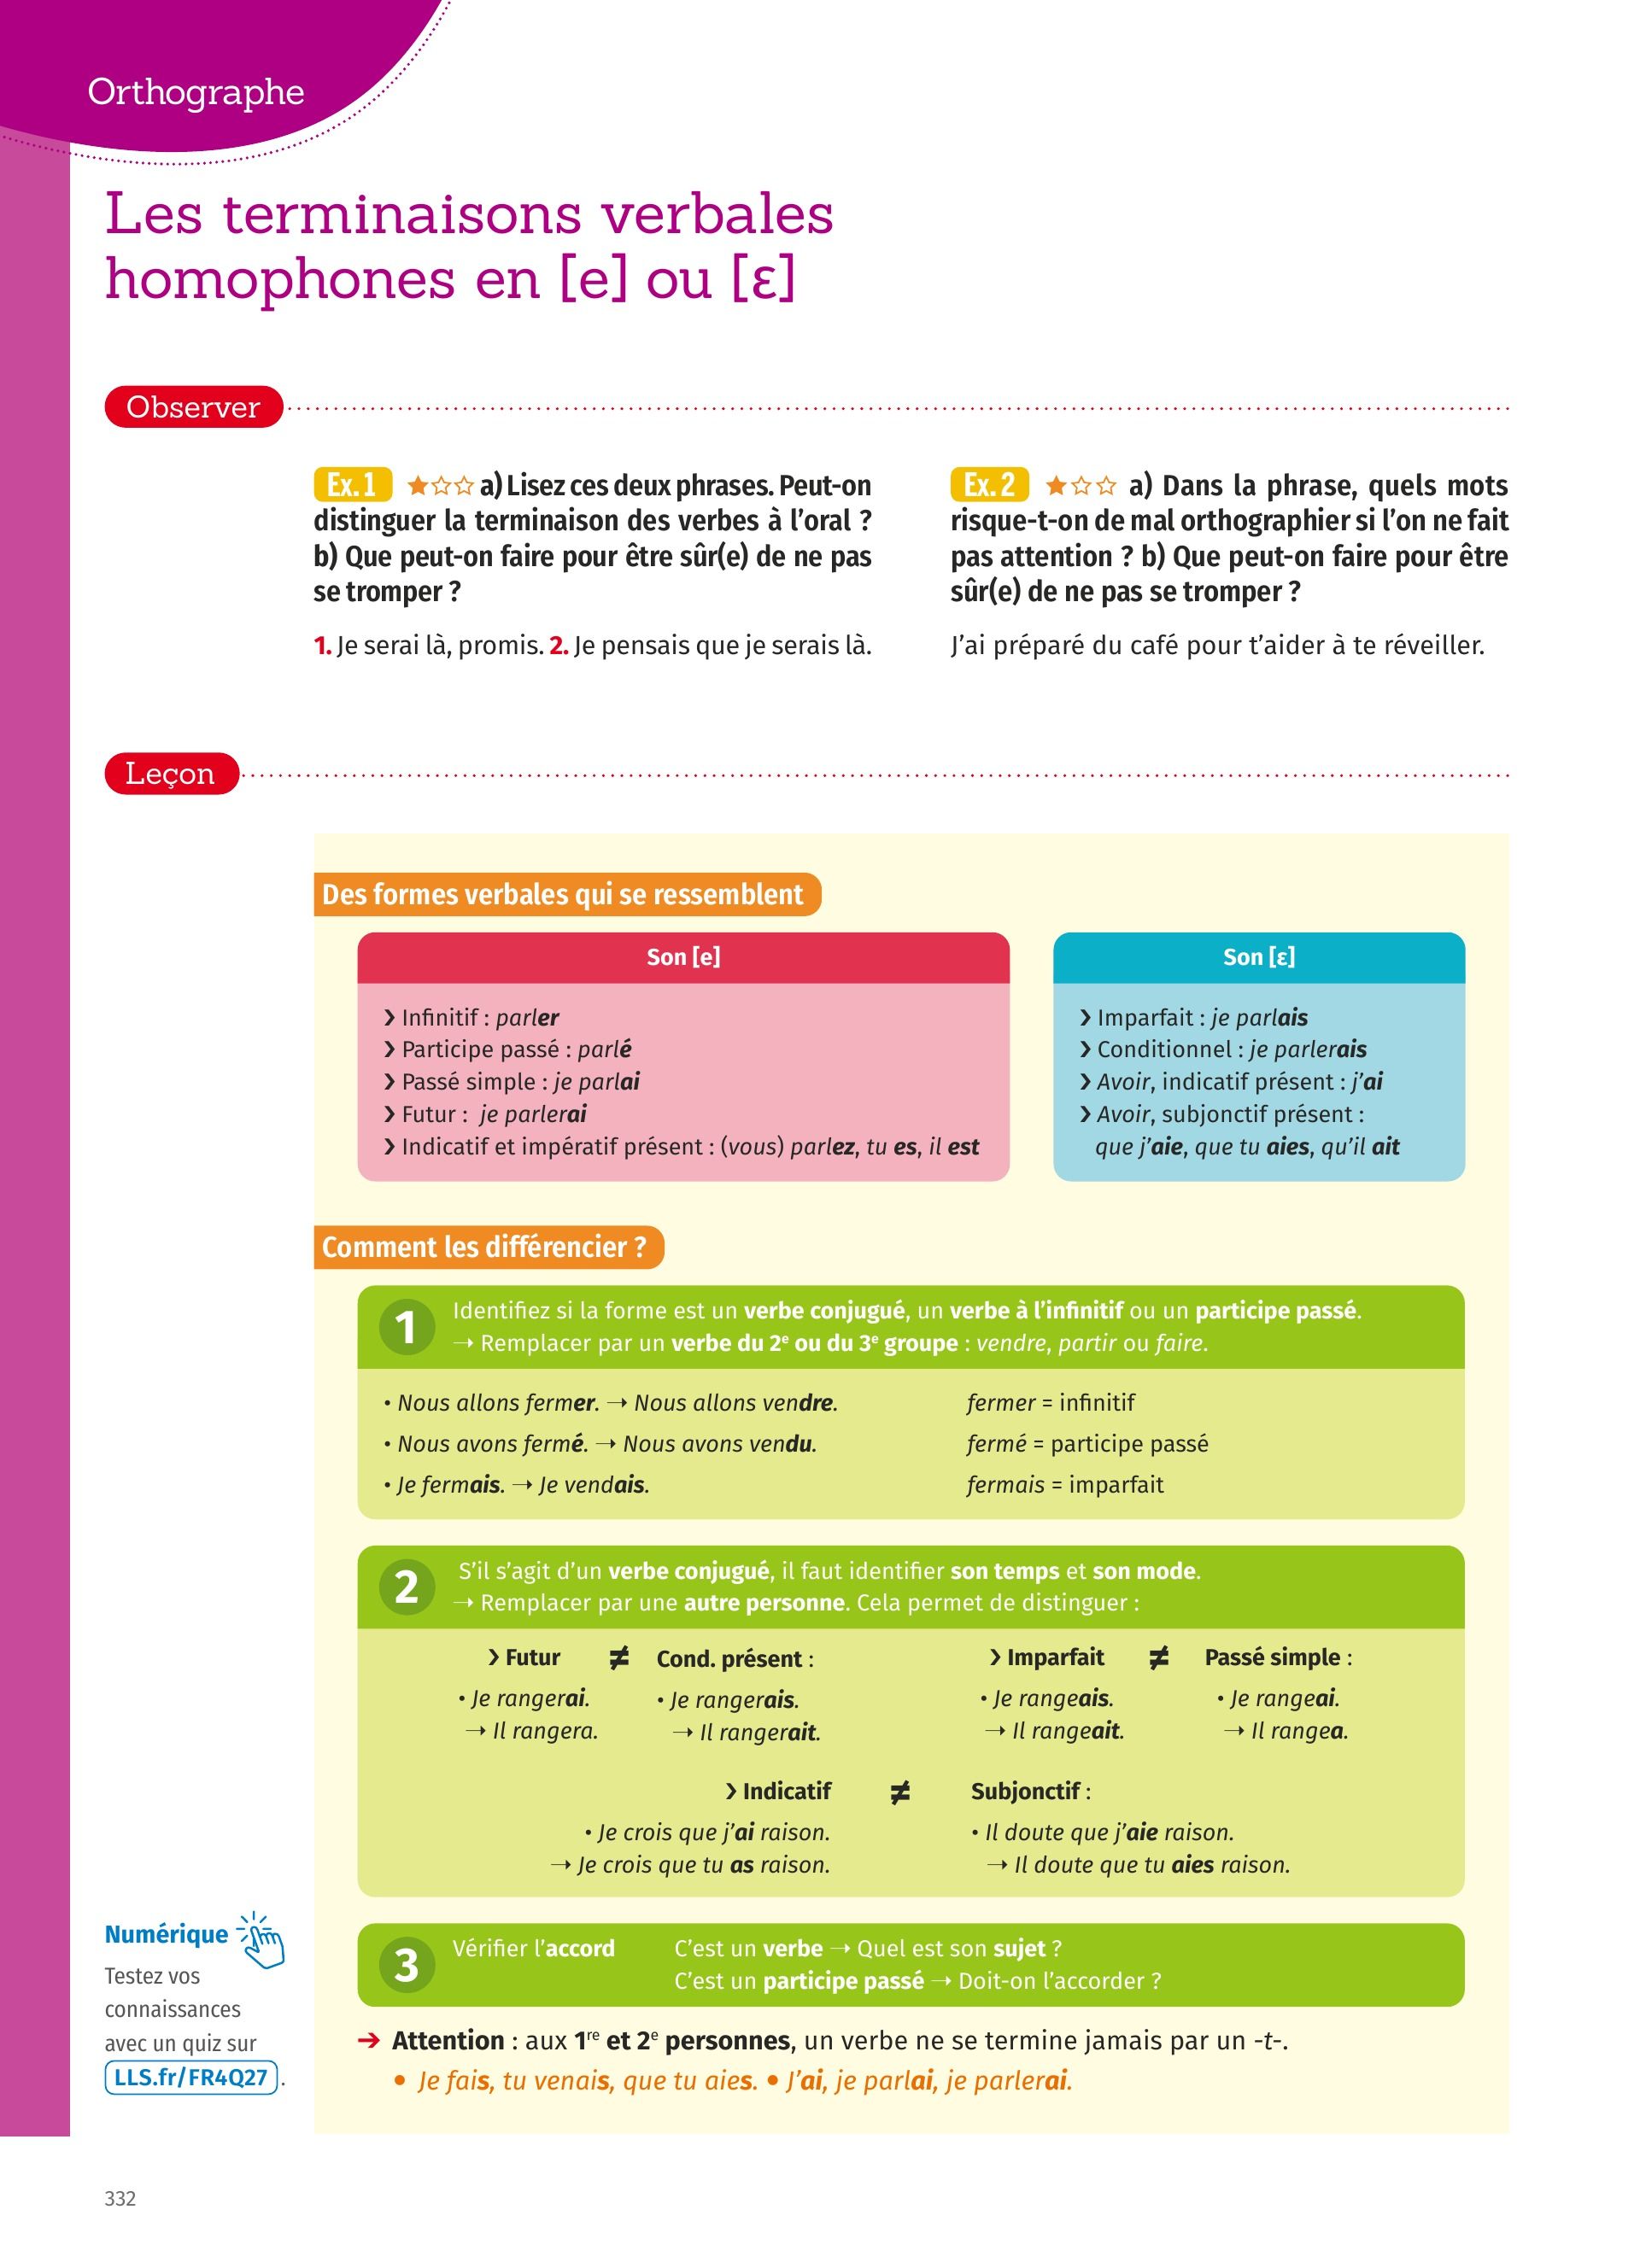 Orthographe
Les terminaisons verbales
homophones en [e] ou [ε]
Observer
Ex. 1 a) Lisez ces deux phrases. Peut-on
distinguer la terminaison des verbes à l’oral ?
b) Que peut-on faire pour être sûr(e) de ne pas
se tromper ?
1. Je serai là, promis. 2. Je pensais que je serais là.
Ex. 2 a) Dans la phrase, quels mots
risque-t-on de mal orthographier si l’on ne fait
pas attention ? b) Que peut-on faire pour être
sûr(e) de ne pas se tromper ?
J’ai préparé du café pour t’aider à te réveiller.
Leçon
Des formes verbales qui se ressemblent
Son [e]
❯ Infinitif : parler
❯ Participe passé : parlé
❯ Passé simple : je parlai
❯ Futur : je parlerai
❯ Indicatif et impératif présent : (vous) parlez, tu es, il est
Son [ε]
❯ Imparfait : je parlais
❯ Conditionnel : je parlerais
❯ Avoir, indicatif présent : j’ai
❯ Avoir, subjonctif présent :
que j’aie, que tu aies, qu’il ait
Comment les différencier ?
1 Identifiez si la forme est un verbe conjugué, un verbe à l’infinitif ou un participe passé.
→ Remplacer par un verbe du 2e ou du 3e groupe : vendre, partir ou faire.
• Nous allons fermer. → Nous allons vendre. fermer = infinitif
• Nous avons fermé. → Nous avons vendu. fermé = participe passé
• Je fermais. → Je vendais. fermais = imparfait
2 S’il s’agit d’un verbe conjugué, il faut identifier son temps et son mode.
→ Remplacer par une autre personne. Cela permet de distinguer :
❯ Futur ≠ Cond. présent :
• Je rangerai. • Je rangerais.
→ Il rangera. → Il rangerait.
❯ Imparfait ≠ Passé simple :
• Je rangeais. • Je rangeai.
→ Il rangeait. → Il rangea.
❯ Indicatif ≠ Subjonctif :
• Je crois que j’ai raison. • Il doute que j’aie raison.
→ Je crois que tu as raison. → Il doute que tu aies raison.
3 Vérifier l’accord C’est un verbe → Quel est son sujet ?
C’est un participe passé → Doit-on l’accorder ?
➔ Attention : aux 1re et 2e personnes, un verbe ne se termine jamais par un -t-.
• Je fais, tu venais, que tu aies. • J’ai, je parlai, je parlerai.
Numérique
Testez vos
connaissances
avec un quiz sur
LLS.fr/FR4Q27 .
332